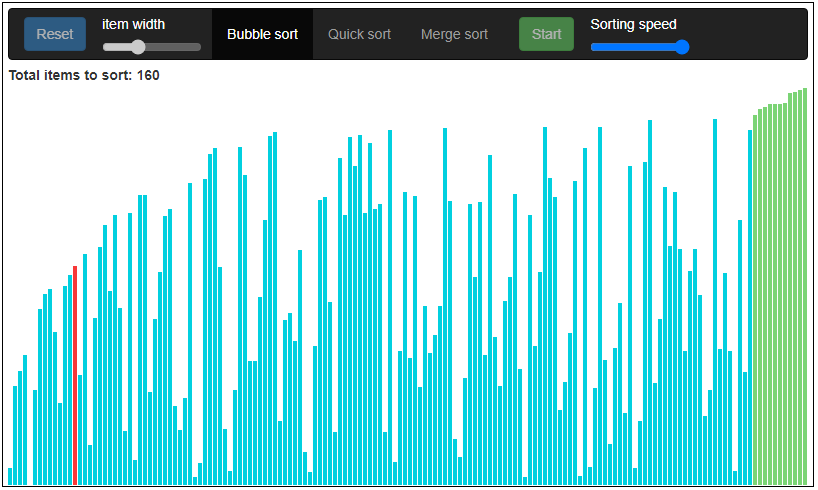 Reset
item width
Bubble sort
Quick sort
Merge sort
Start
Sorting speed
Total items to sort: 160